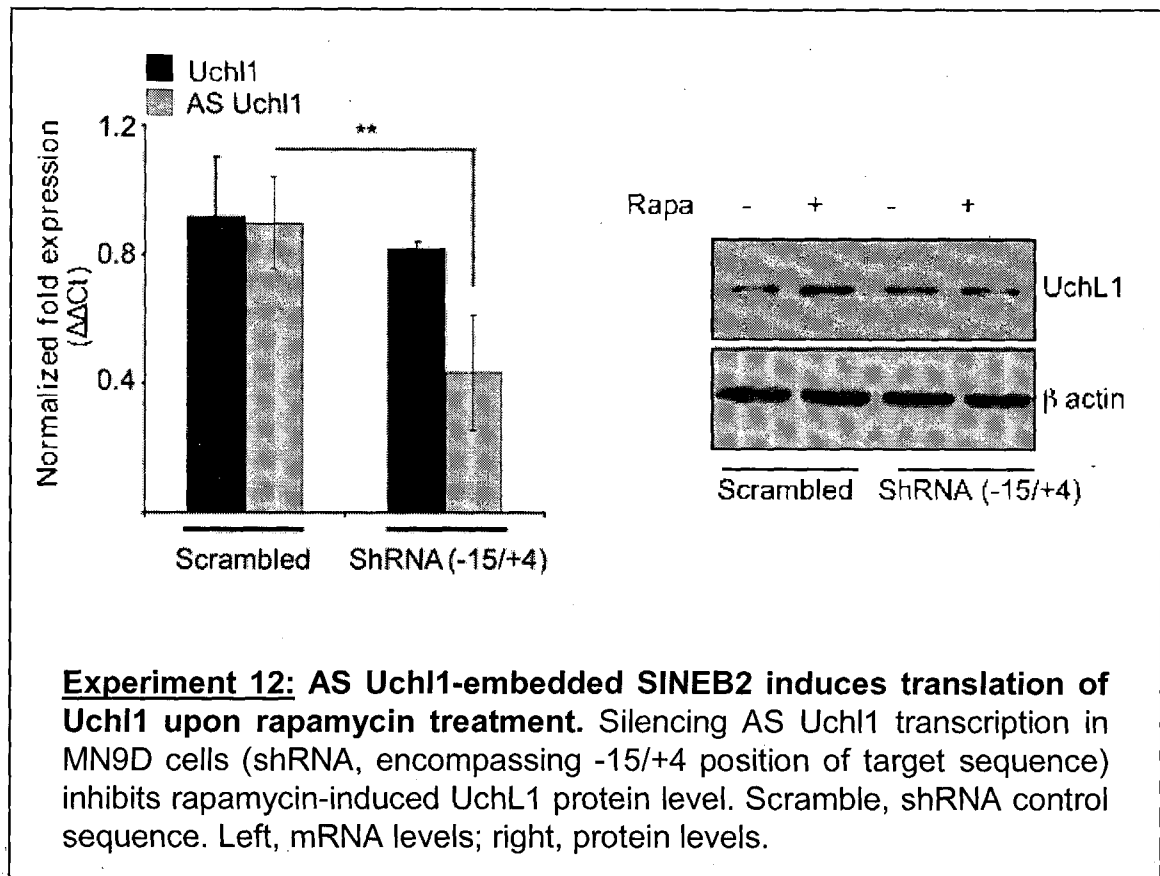 Uchl1
AS Uchl1
Normalized fold expression
(ΔΔCt)
1.2
0.8
0.4
**
Scrambled
ShRNA (-15/+4)
Rapa - + - +
UchL1
β actin
Scrambled ShRNA (-15/+4)
Experiment 12: AS Uchl1-embedded SINEB2 induces translation of
Uchl1 upon rapamycin treatment. Silencing AS Uchl1 transcription in
MN9D cells (shRNA, encompassing -15/+4 position of target sequence)
inhibits rapamycin-induced UchL1 protein level. Scramble, shRNA control
sequence. Left, mRNA levels; right, protein levels.